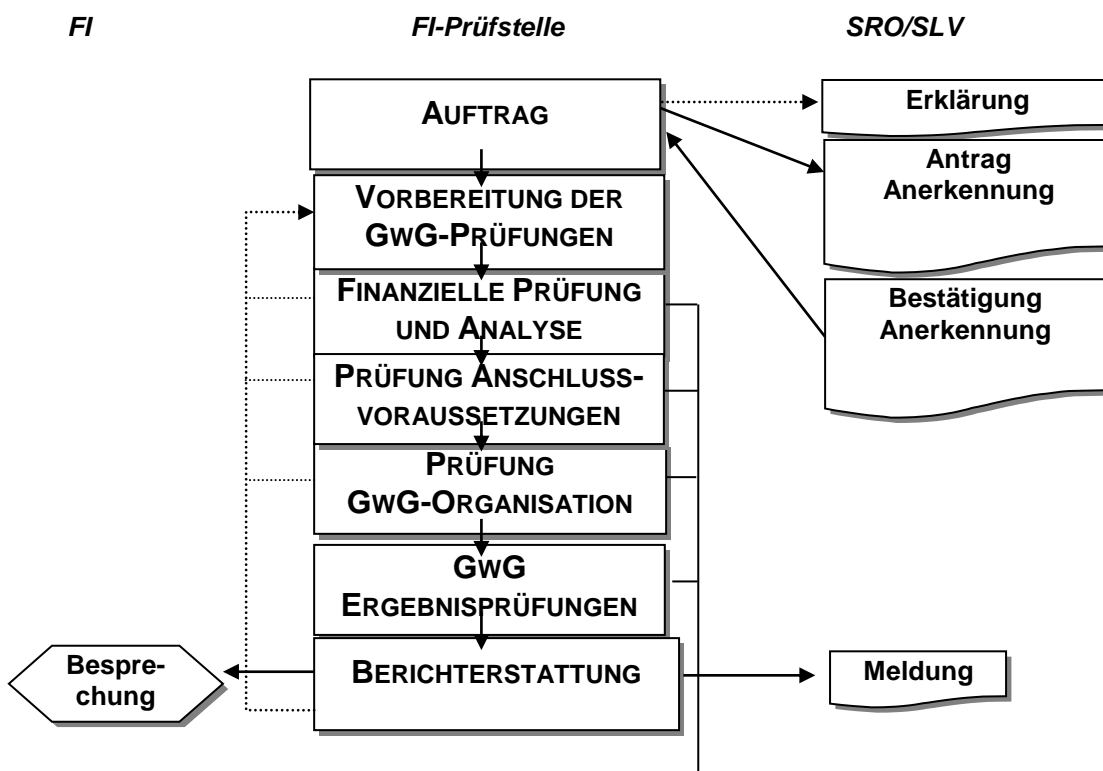 FI
FI-Prüfstelle
SRO/SLV
AUFTRAG
VORBEREITUNG DER
GWG-PRÜFUNGEN
FINANZIELLE PRÜFUNG
UND ANALYSE
PRÜFUNG ANSCHLUSS-
VORAUSSETZUNGEN
PRÜFUNG
GWG-ORGANISATION
GWG
ERGEBNISPRÜFUNGEN
BERICHTERSTATTUNG
Bespre-
chung
Erklärung
Antrag
Anerkennung
Bestätigung
Anerkennung
Meldung